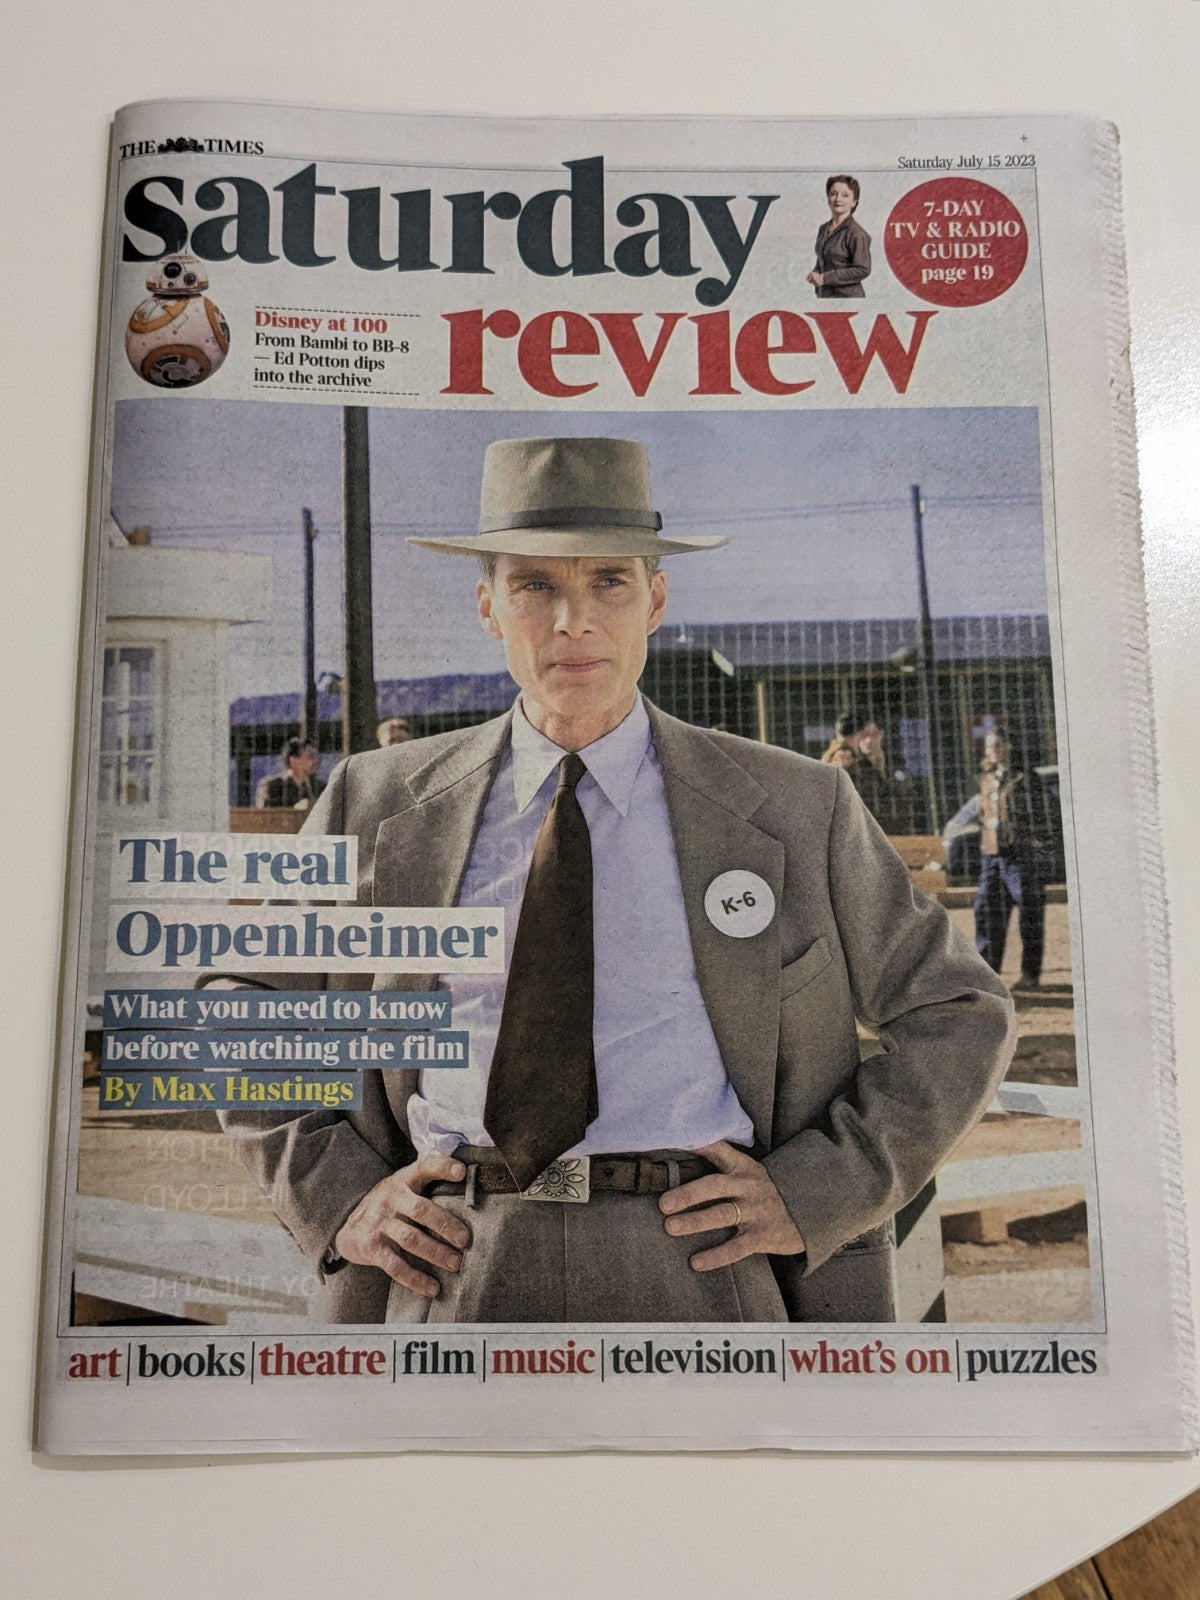 THE TIMES
Saturday July 15 2023
saturday
review
7-DAY
TV & RADIO
GUIDE
page 19
Disney at 100
From Bambi to BB-8
— Ed Potton dips
into the archive
K-6
The real
Oppenheimer
What you need to know
before watching the film
By Max Hastings
art|books|theatre|film|music|television|what's on|puzzles